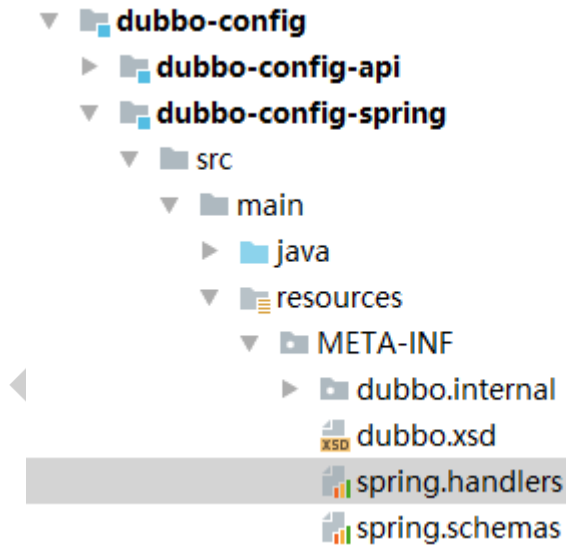 dubbo-config
dubbo-config-api
dubbo-config-spring
src
main
java
resources
META-INF
dubbo.internal
XSD dubbo.xsd
spring.handlers
spring.schemas